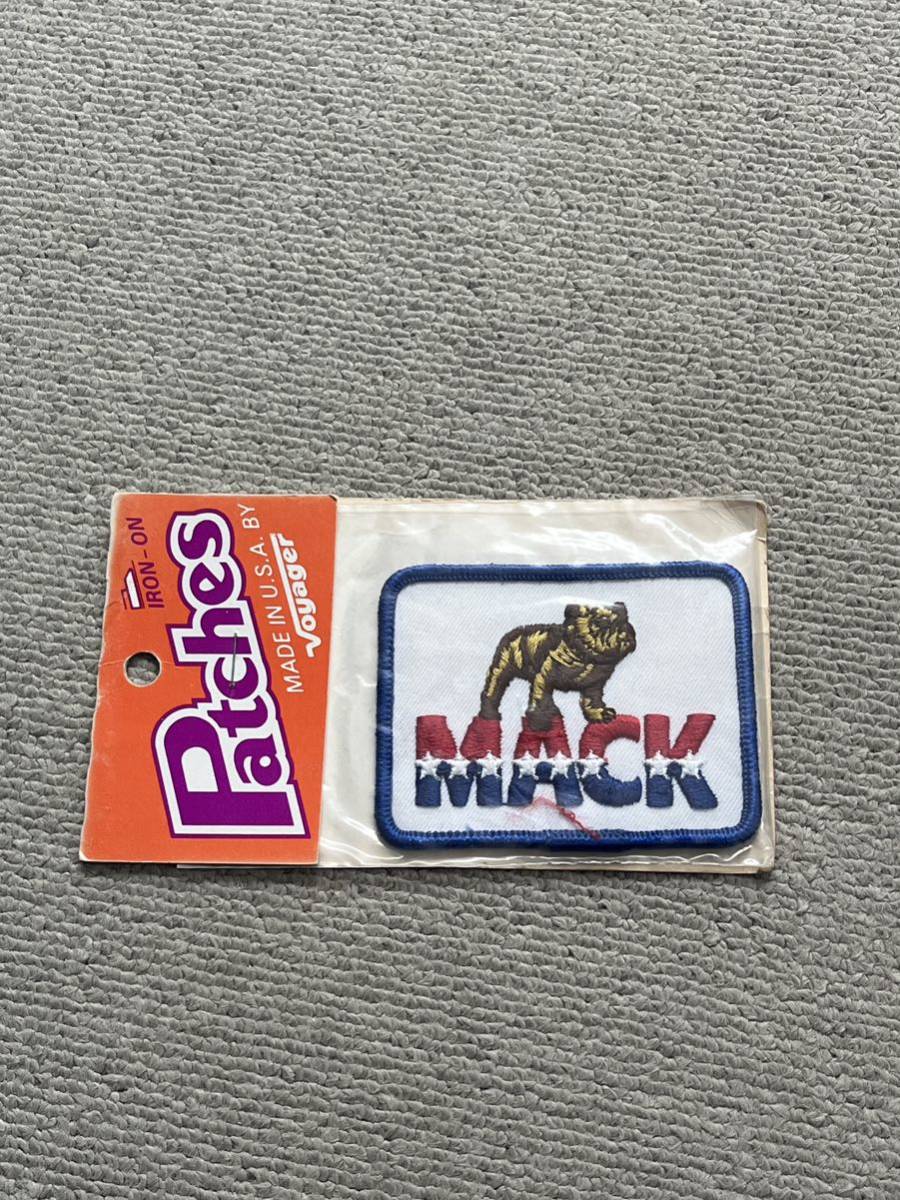 IRON-ON
Patches
MADE IN U.S.A. BY
Voyager
MACK